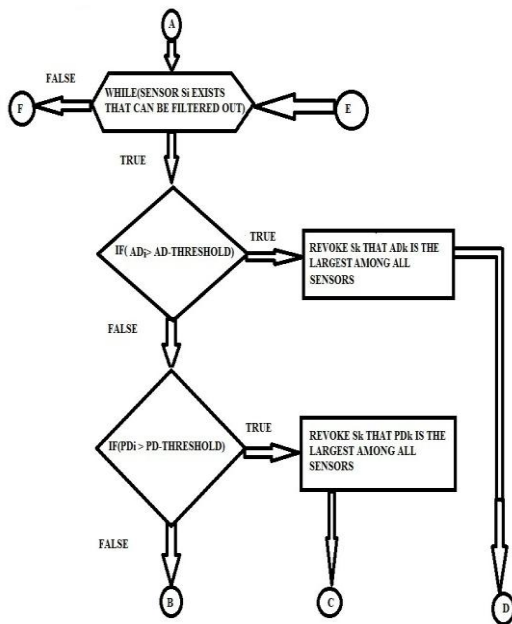 A
FALSE
WHILE(SENSOR Si EXISTS
THAT CAN BE FILTERED OUT)
F
E
TRUE
IF( ADi> AD-THRESHOLD)
TRUE
REVOKE Sk THAT ADk IS THE
LARGEST AMONG ALL
SENSORS
FALSE
IF(PDi > PD-THRESHOLD)
TRUE
REVOKE Sk THAT PDk IS THE
LARGEST AMONG ALL
SENSORS
FALSE
B
C
D